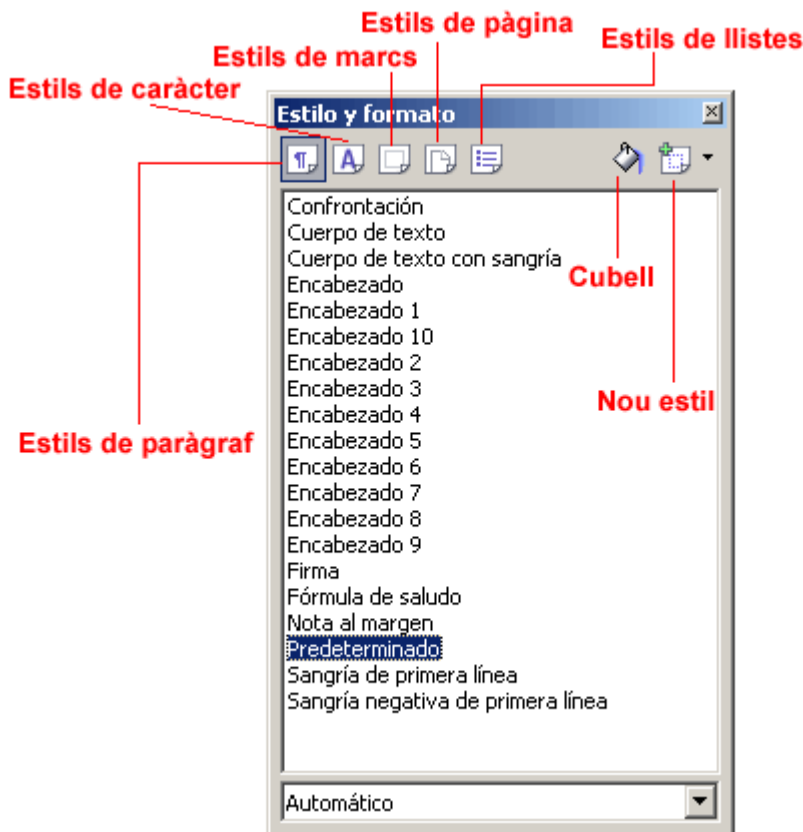 Estils de pàgina
Estils de llistes
Estils de marcs
Estils de caràcter
Estilo y formato
Confrontación
Cuerpo de texto
Cuerpo de texto con sangría
Cubell
Encabezado
Encabezado 1
Encabezado 10
Encabezado 2
Encabezado 3
Nou estil
Encabezado 4
Estils de paràgraf
Encabezado 5
Encabezado 6
Encabezado 7
Encabezado 8
Encabezado 9
Firma
Fórmula de saludo
Nota al margen
Predeterminado
Sangría de primera línea
Sangría negativa de primera línea
Automático